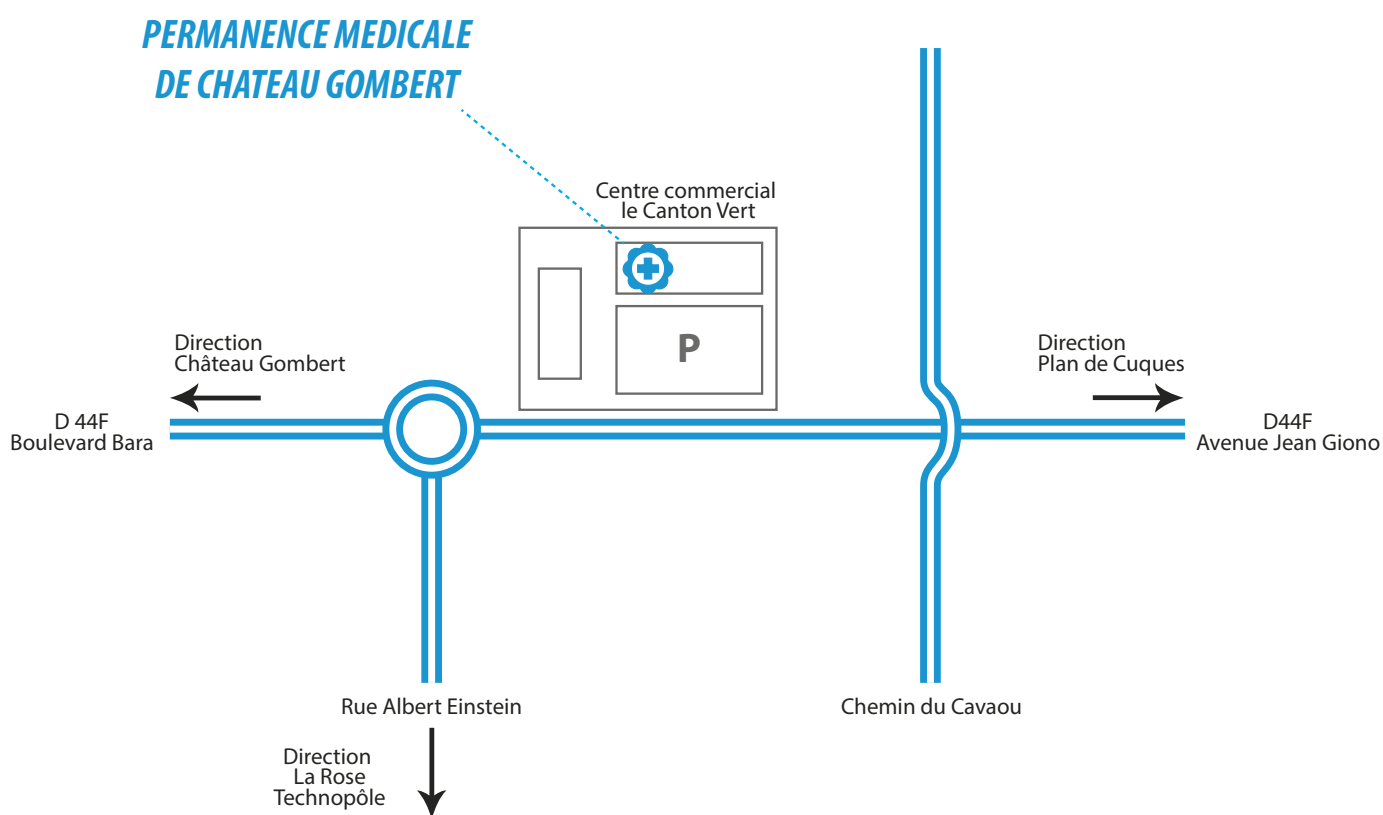 PERMANENCE MEDICALE
DE CHATEAU GOMBERT
Centre commercial
le Canton Vert
P
Direction
Château Gombert
Direction
Plan de Cuques
D 44F
Boulevard Bara
D44F
Avenue Jean Giono
Rue Albert Einstein
Chemin du Cavaou
Direction
La Rose
Technopôle